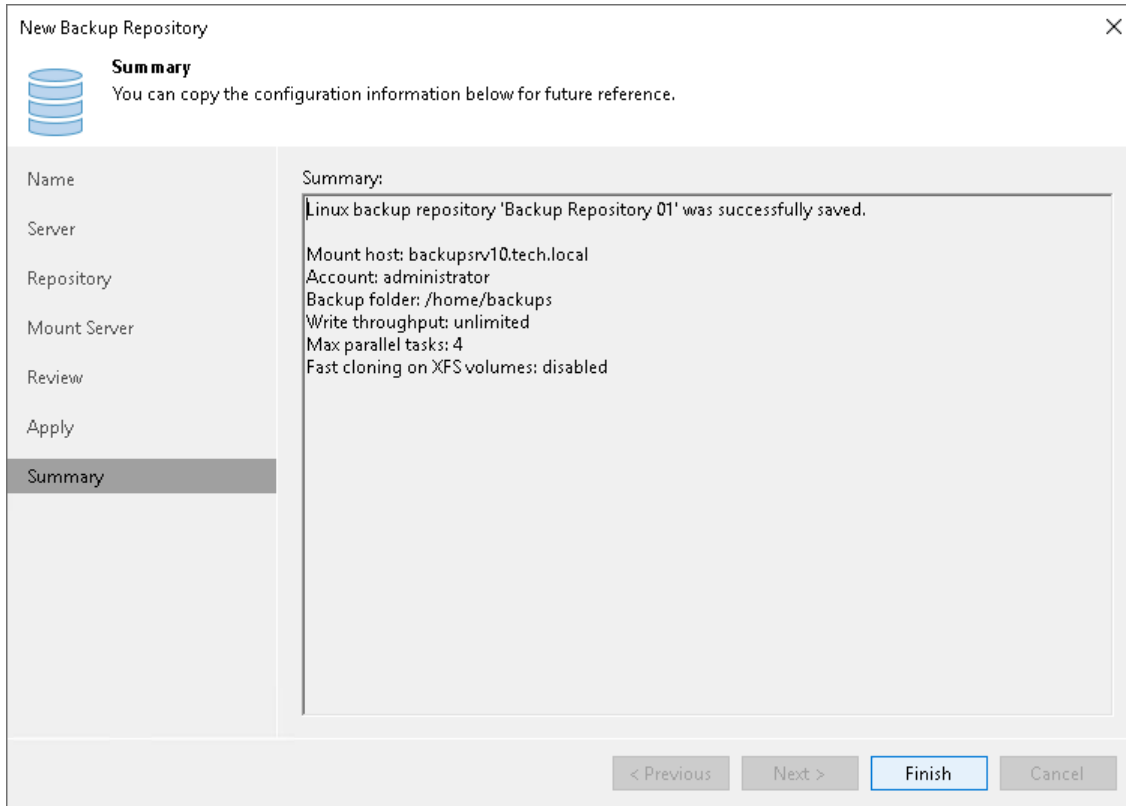 New Backup Repository
Summary
You can copy the configuration information below for future reference.
Name
Server
Repository
Mount Server
Review
Apply
Summary
Summary:
Linux backup repository 'Backup Repository 01' was successfully saved.
Mount host: backupsrv10.tech.local
Account: administrator
Backup folder: /home/backups
Write throughput: unlimited
Max parallel tasks: 4
Fast cloning on XFS volumes: disabled
< Previous
Next >
Finish
Cancel